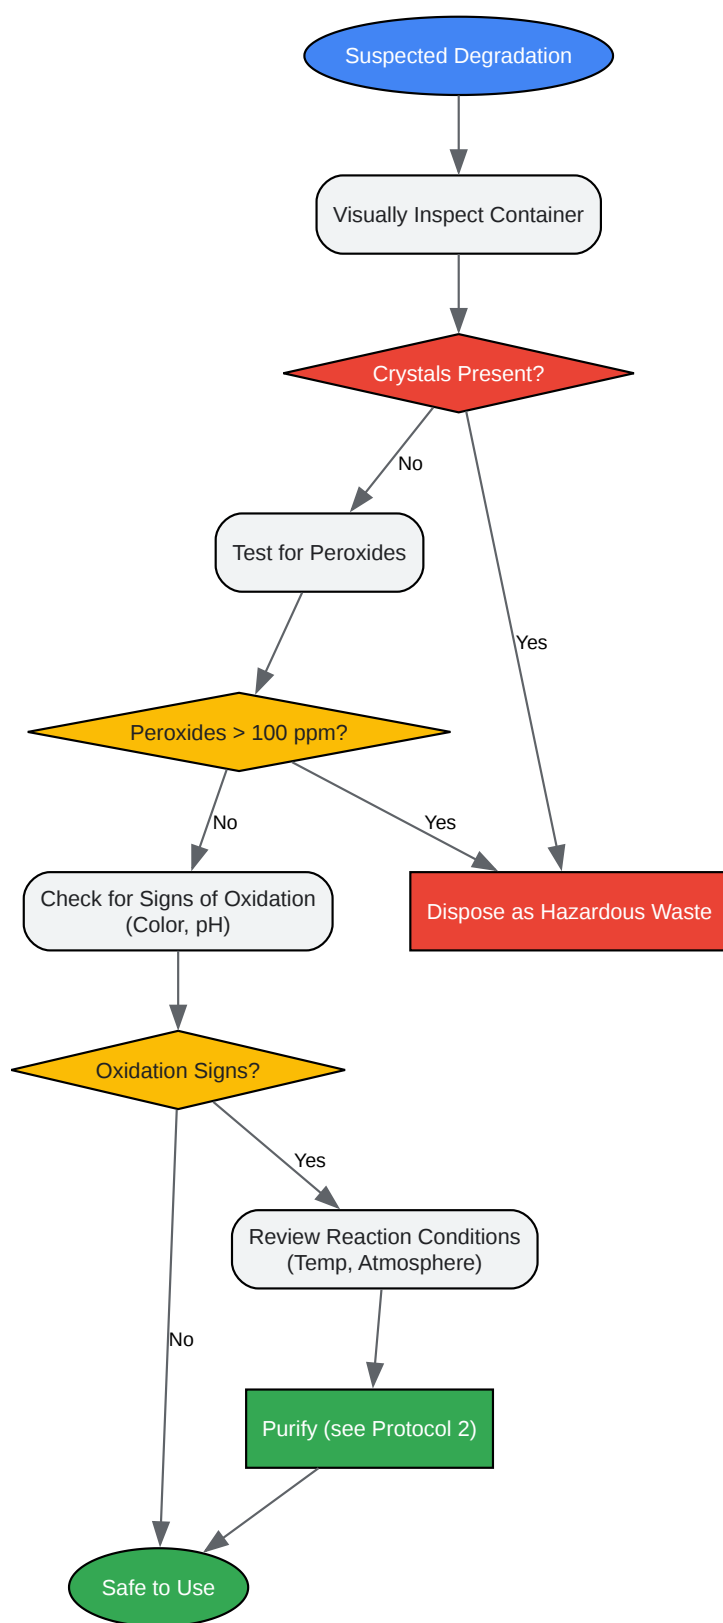 Suspected Degradation
Visually Inspect Container
Crystals Present?
No
Test for Peroxides
Yes
Peroxides > 100 ppm?
No
Yes
Check for Signs of Oxidation
(Color, pH)
Dispose as Hazardous Waste
Oxidation Signs?
Yes
Review Reaction Conditions
(Temp, Atmosphere)
No
Purify (see Protocol 2)
Safe to Use